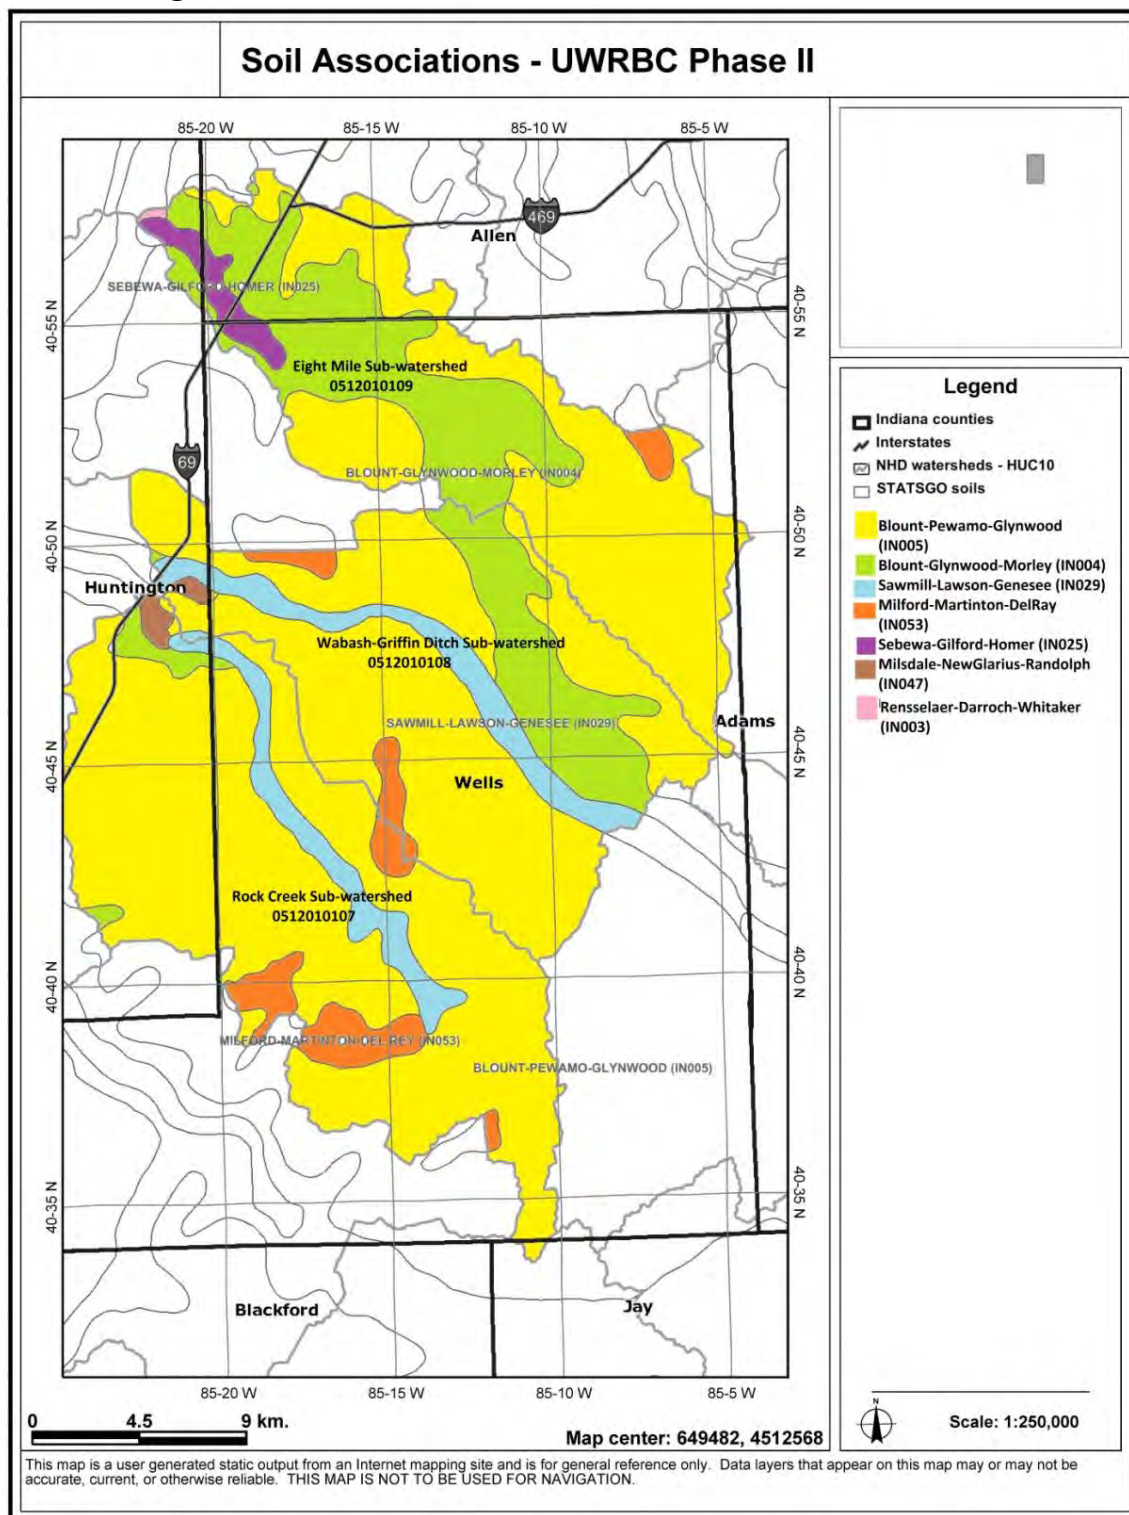 Soil Associations - UWRBC Phase II
85-20 W
85-15 W
85-10 W
85-5 W
469
Allen
SEBEWA-GILFORD-HOMER (IN025)
40-55 N
40-55 N
Eight Mile Sub-watershed
0512010109
69
BLOUNT-GLYNWOOD-MORLEY (IN004)
40-50 N
40-50 N
Huntington
Wabash-Griffin Ditch Sub-watershed
0512010108
SAWMILL-LAWSON-GENESEE (IN029)
Adams
40-45 N
40-45 N
Wells
Rock Creek Sub-watershed
0512010107
40-40 N
40-40 N
MILFORD-MARTINTON-DEL REY (IN053)
BLOUNT-PEWAMO-GLYNWOOD (IN005)
40-35 N
40-35 N
Blackford
Jay
85-20 W
85-15 W
85-10 W
85-5 W
0
4.5
9 km.
Map center: 649482, 4512568
Legend
Indiana counties
Interstates
NHD watersheds - HUC10
STATSGO soils
Blount-Pewamo-Glynwood
(IN005)
Blount-Glynwood-Morley (IN004)
Sawmill-Lawson-Genesee (IN029)
Milford-Martinton-DelRay
(IN053)
Sebewa-Gilford-Homer (IN025)
Milsdale-NewGlarius-Randolph
(IN047)
Rensselaer-Darroch-Whitaker
(IN003)
N
Scale: 1:250,000
This map is a user generated static output from an Internet mapping site and is for general reference only. Data layers that appear on this map may or may not be
accurate, current, or otherwise reliable. THIS MAP IS NOT TO BE USED FOR NAVIGATION.